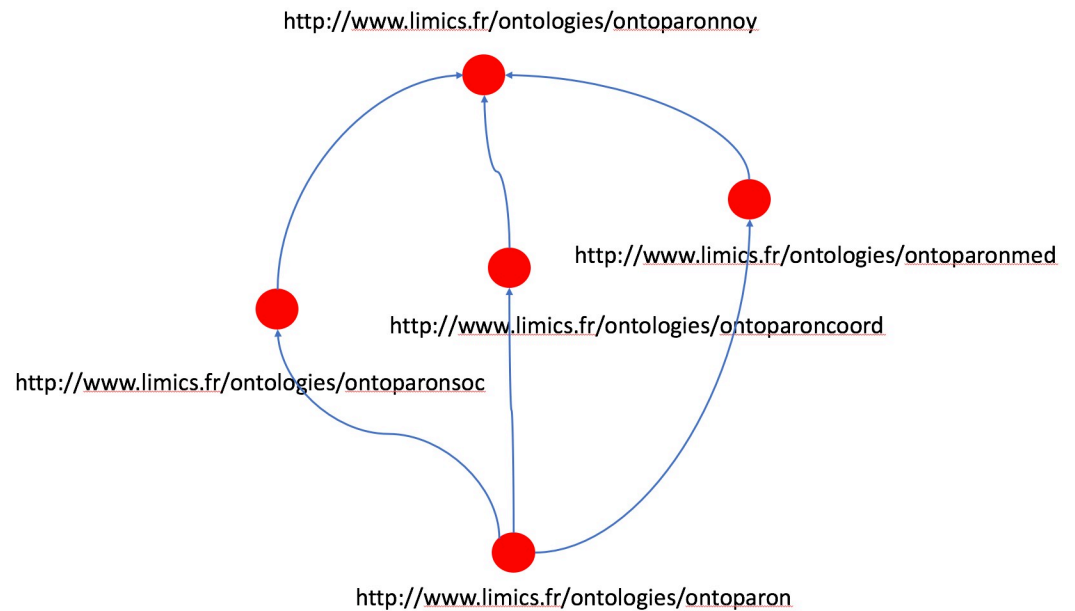 http://www.limics.fr/ontologies/ontoparonnoy
http://www.limics.fr/ontologies/ontoparonmed
http://www.limics.fr/ontologies/ontoparoncoord
http://www.limics.fr/ontologies/ontoparonsoc
http://www.limics.fr/ontologies/ontoparon